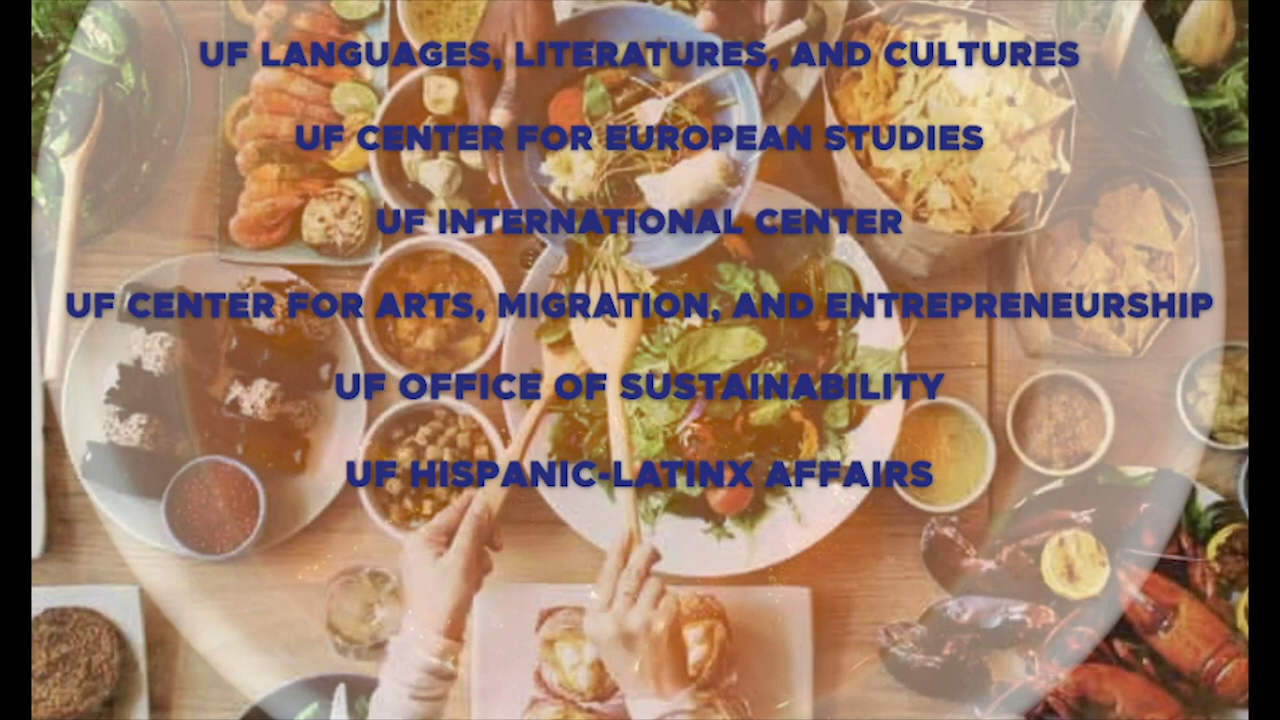 UF LANGUAGES, LITERATURES, AND CULTURES
UF CENTER FOR EUROPEAN STUDIES
UF INTERNATIONAL CENTER
UF CENTER FOR ARTS, MIGRATION, AND ENTREPRENEURSHIP
UF OFFICE OF SUSTAINABILITY
UF HISPANIC-LATINX AFFAIRS